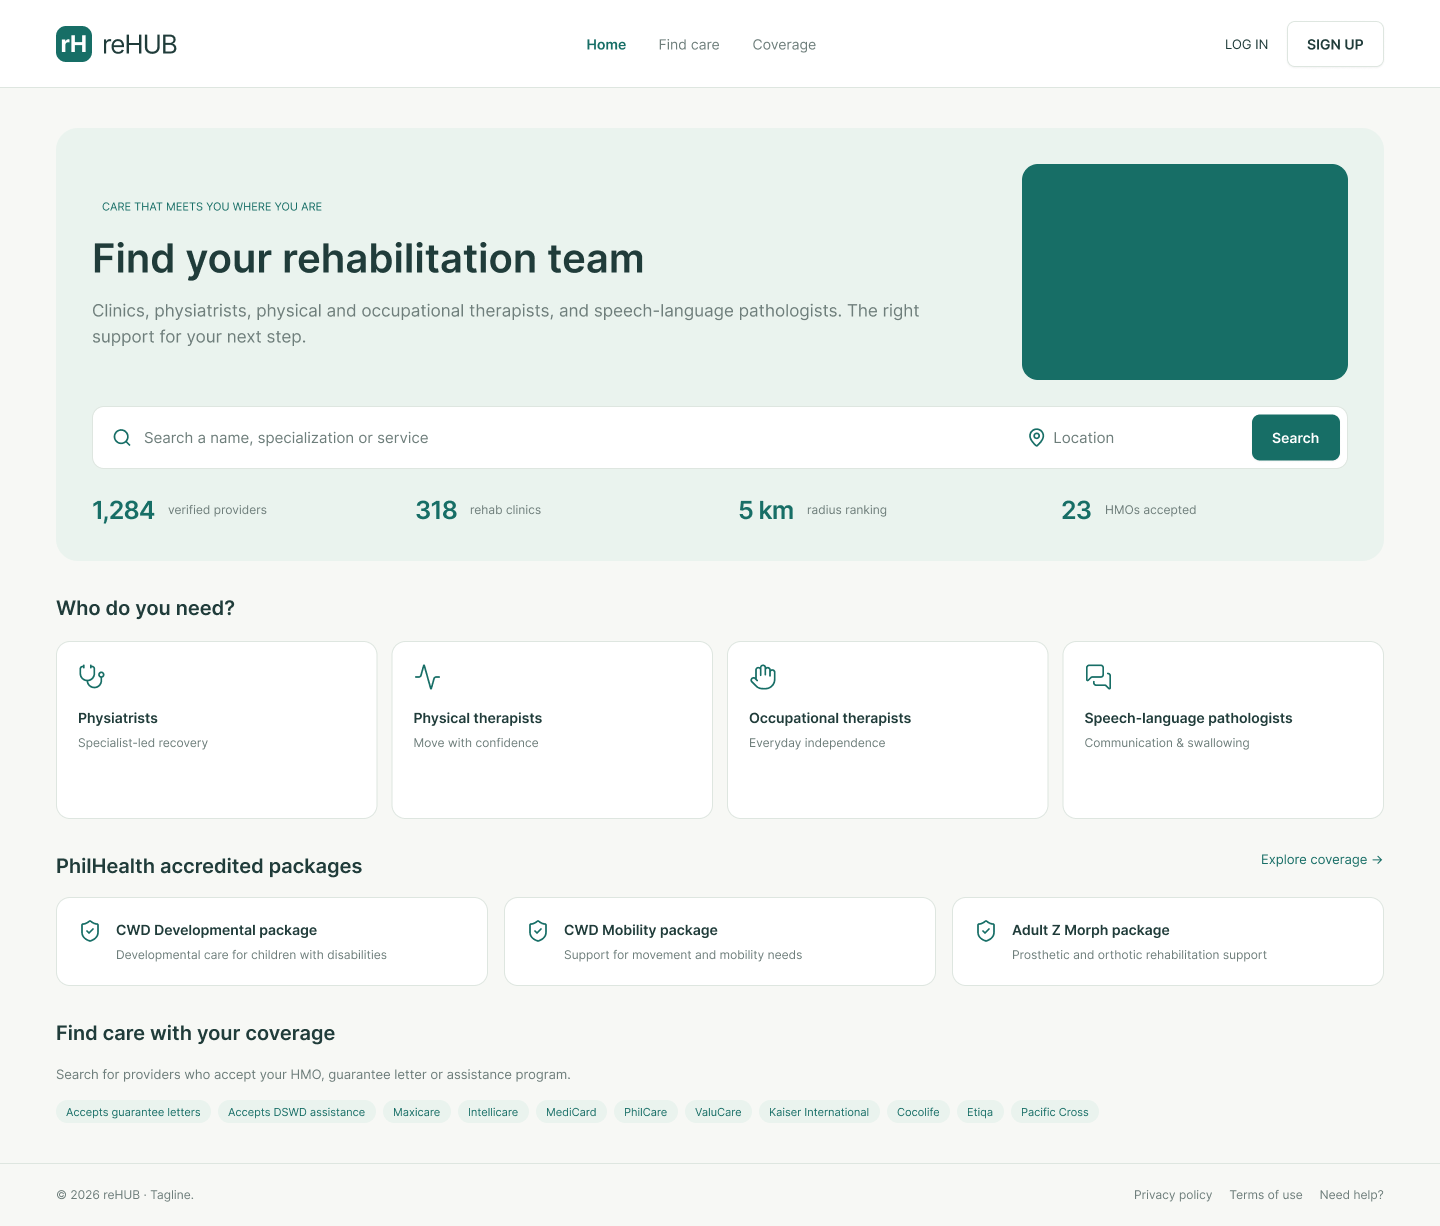 rH reHUB
Home Find care Coverage
LOG IN SIGN UP
CARE THAT MEETS YOU WHERE YOU ARE
Find your rehabilitation team
Clinics, physiatrists, physical and occupational therapists, and speech-language pathologists. The right
support for your next step.
Search a name, specialization or service
Location
Search
1,284 verified providers
318 rehab clinics
5 km radius ranking
23 HMOs accepted
Who do you need?
Physiatrists
Specialist-led recovery
Physical therapists
Move with confidence
Occupational therapists
Everyday independence
Speech-language pathologists
Communication & swallowing
PhilHealth accredited packages
Explore coverage →
CWD Developmental package
Developmental care for children with disabilities
CWD Mobility package
Support for movement and mobility needs
Adult Z Morph package
Prosthetic and orthotic rehabilitation support
Find care with your coverage
Search for providers who accept your HMO, guarantee letter or assistance program.
Accepts guarantee letters Accepts DSWD assistance Maxicare Intellicare MediCard PhilCare ValuCare Kaiser International Cocolife Etiqa Pacific Cross
© 2026 reHUB · Tagline.
Privacy policy Terms of use Need help?